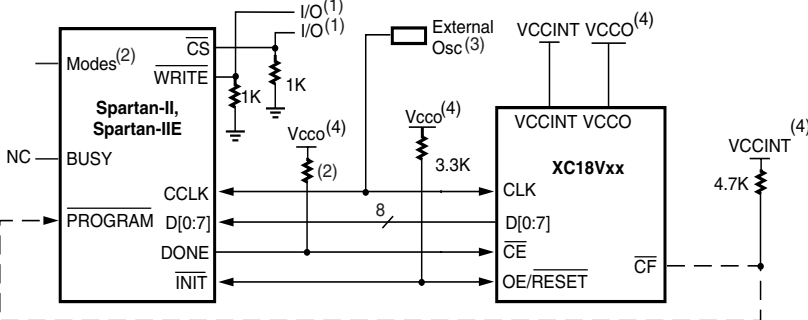 I/O(1)
I/O(1)
External
Osc(3)
VCCINT VCCO(4)
CS
Modes(2)
WRITE
1K
1K
Spartan-II,
Spartan-IIE
Vcco(4)
Vcco(4)
VCCINT VCCO
VCCINT(4)
NC
BUSY
(2)
3.3K
XC18Vxx
4.7K
CCLK
CLK
PROGRAM
D[0:7]
8
D[0:7]
DONE
CE
CF
INIT
OE/RESET